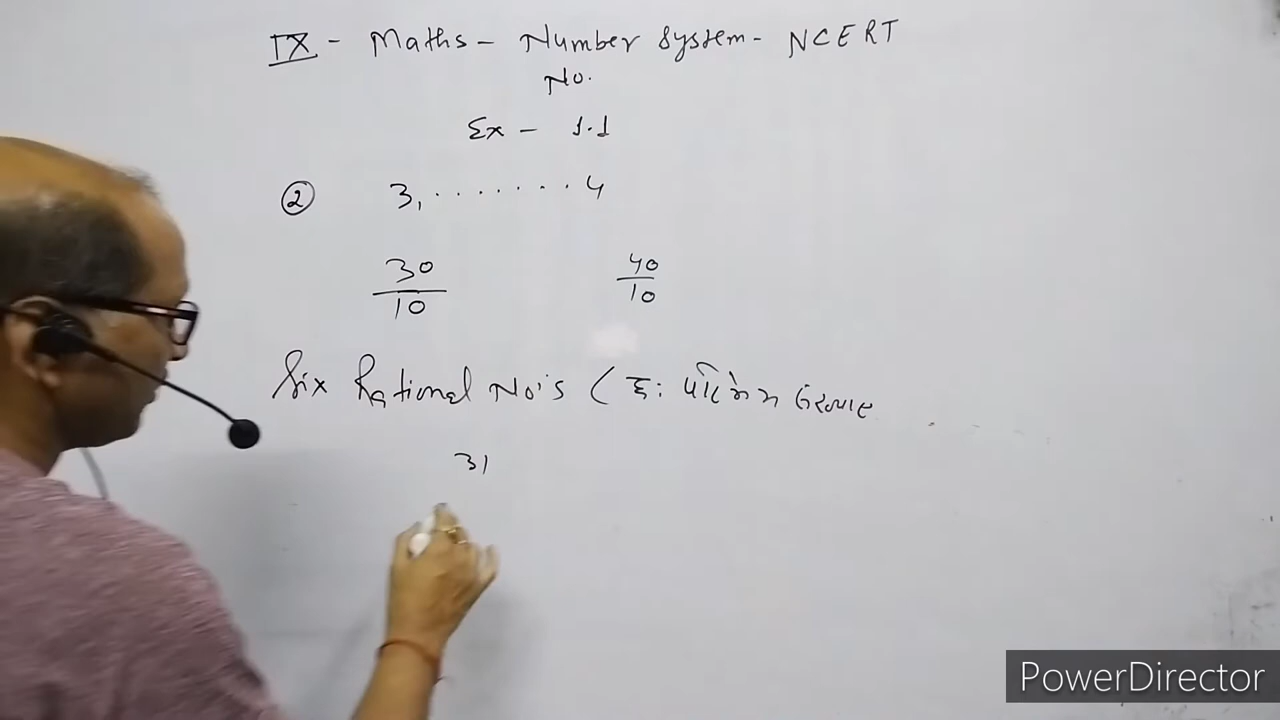 IX - Maths - Number System - NCERT
No.
Ex - 1.1
② 3, . . . . . . . 4
30/10 40/10
Six Rational No's (
31
PowerDirector